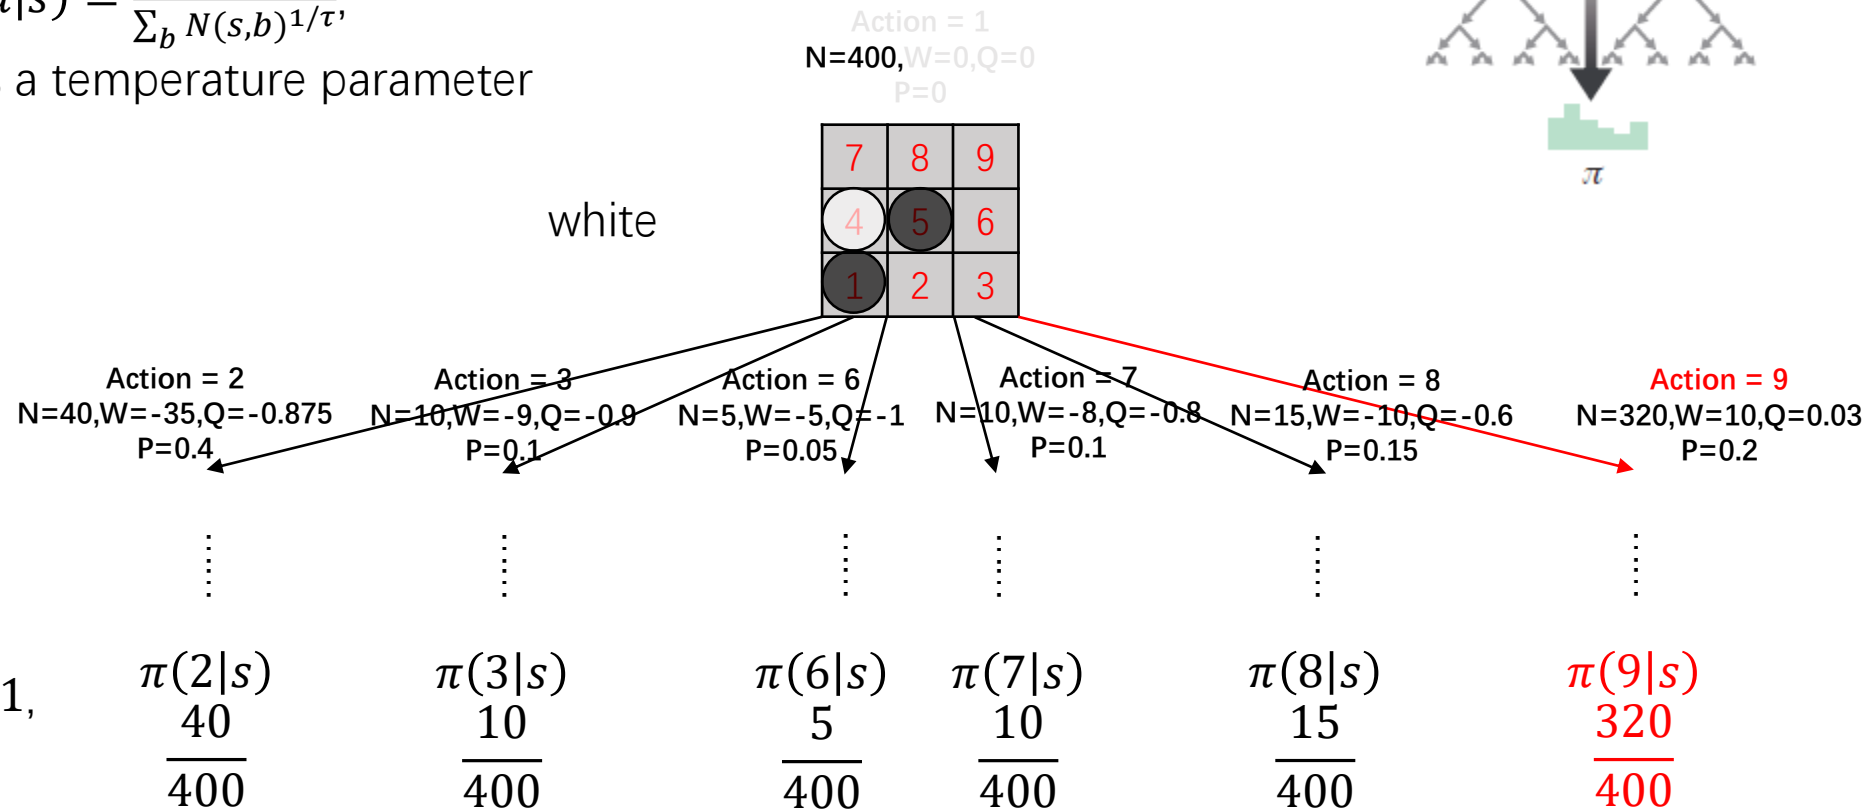 |s) =
∑_b N(s,b)^{1/τ},
a temperature parameter
Action = 1
N=400,W=0,Q=0
P=0
π
white
7 8 9
4 5 6
1 2 3
Action = 2
N=40,W=-35,Q=-0.875
P=0.4
Action = 3
N=10,W=-9,Q=-0.9
P=0.1
Action = 6
N=5,W=-5,Q=-1
P=0.05
Action = 7
N=10,W=-8,Q=-0.8
P=0.1
Action = 8
N=15,W=-10,Q=-0.6
P=0.15
Action = 9
N=320,W=10,Q=0.03
P=0.2
1,
π(2|s)
40
400
π(3|s)
10
400
π(6|s)
5
400
π(7|s)
10
400
π(8|s)
15
400
π(9|s)
320
400